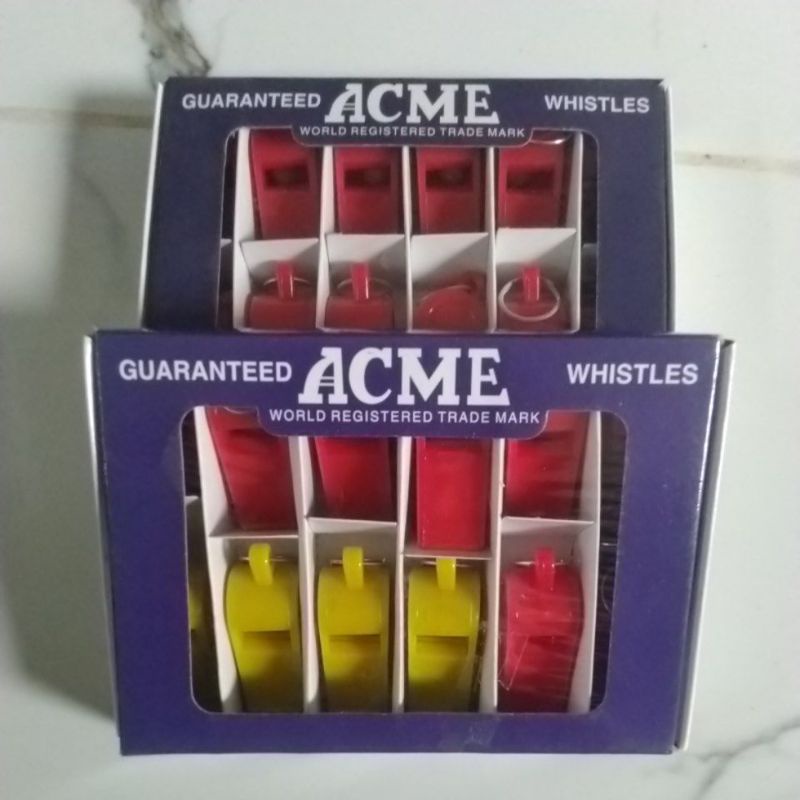 GUARANTEED ACME WHISTLES
WORLD REGISTERED TRADE MARK
GUARANTEED ACME WHISTLES
WORLD REGISTERED TRADE MARK